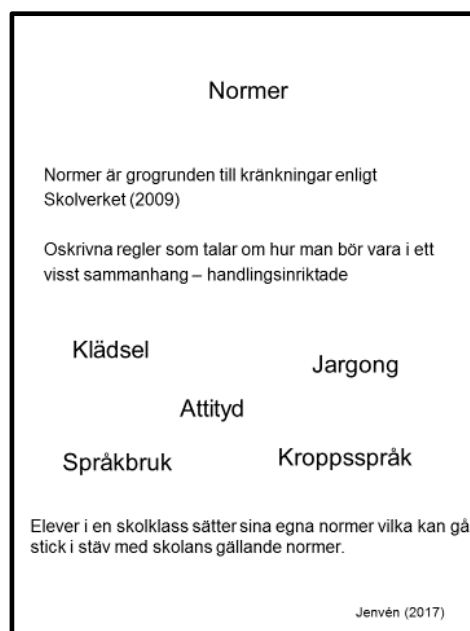 Normer
Normer är grogrunden till kränkningar enligt
Skolverket (2009)
Oskrivna regler som talar om hur man bör vara i ett
visst sammanhang – handlingsinriktade
Klädsel
Jargong
Attityd
Språkbruk
Kroppsspråk
Elever i en skolklass sätter sina egna normer vilka kan gå
stick i stäv med skolans gällande normer.
Jenvén (2017)